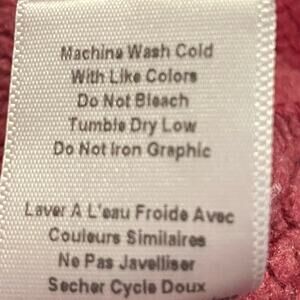 Machine Wash Cold
With Like Colors
Do Not Bleach
Tumble Dry Low
Do Not Iron Graphic
Laver A L'eau Froide Avec
Couleurs Similaires
Ne Pas Javelliser
Secher Cycle Doux